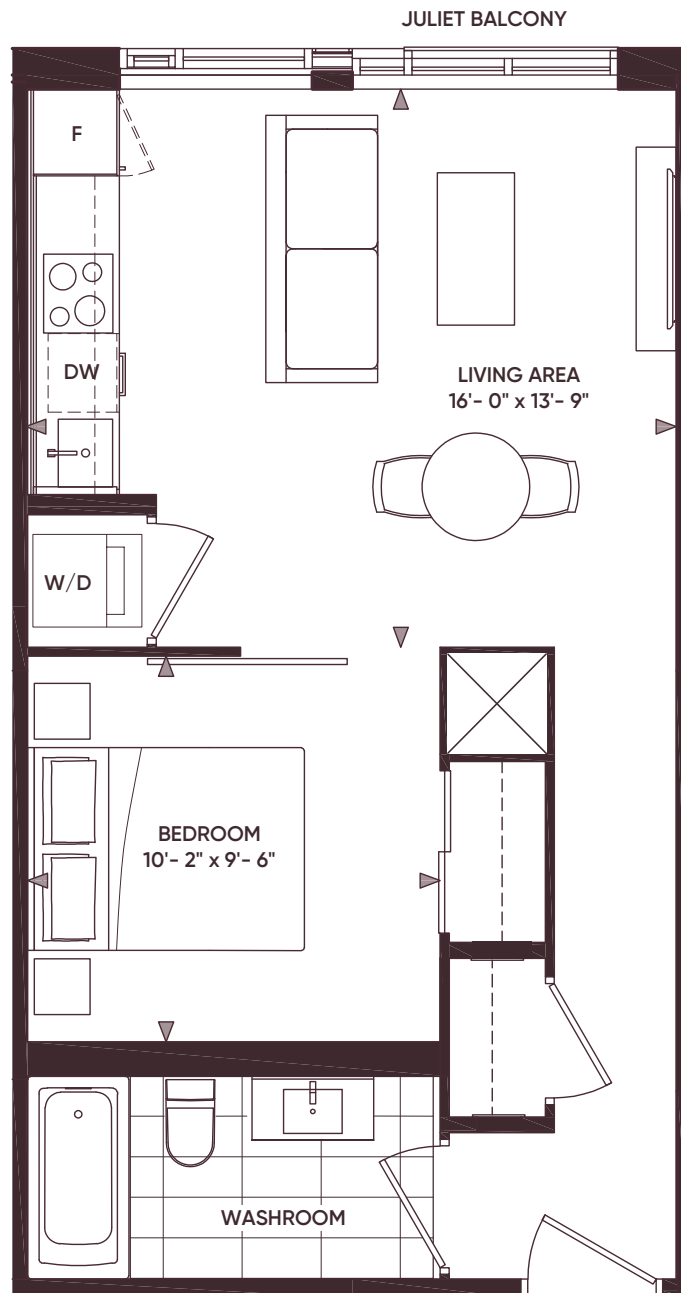 JULIET BALCONY
F
DW
LIVING AREA
16'- 0" x 13'- 9"
W/D
BEDROOM
10'- 2" x 9'- 6"
WASHROOM